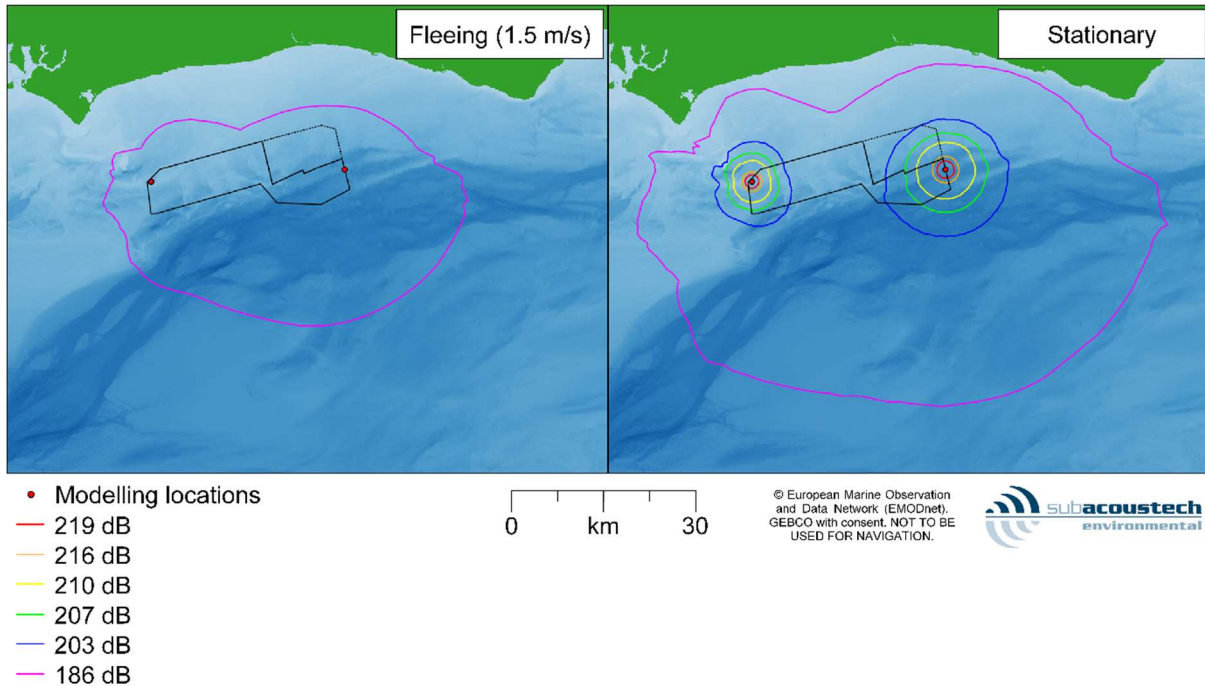 Fleeing (1.5 m/s)
Stationary
Modelling locations
219 dB
216 dB
210 dB
207 dB
203 dB
186 dB
0 km 30
© European Marine Observation
and Data Network (EMODnet).
GEBCO with consent. NOT TO BE
USED FOR NAVIGATION.
subacoustech
environmental